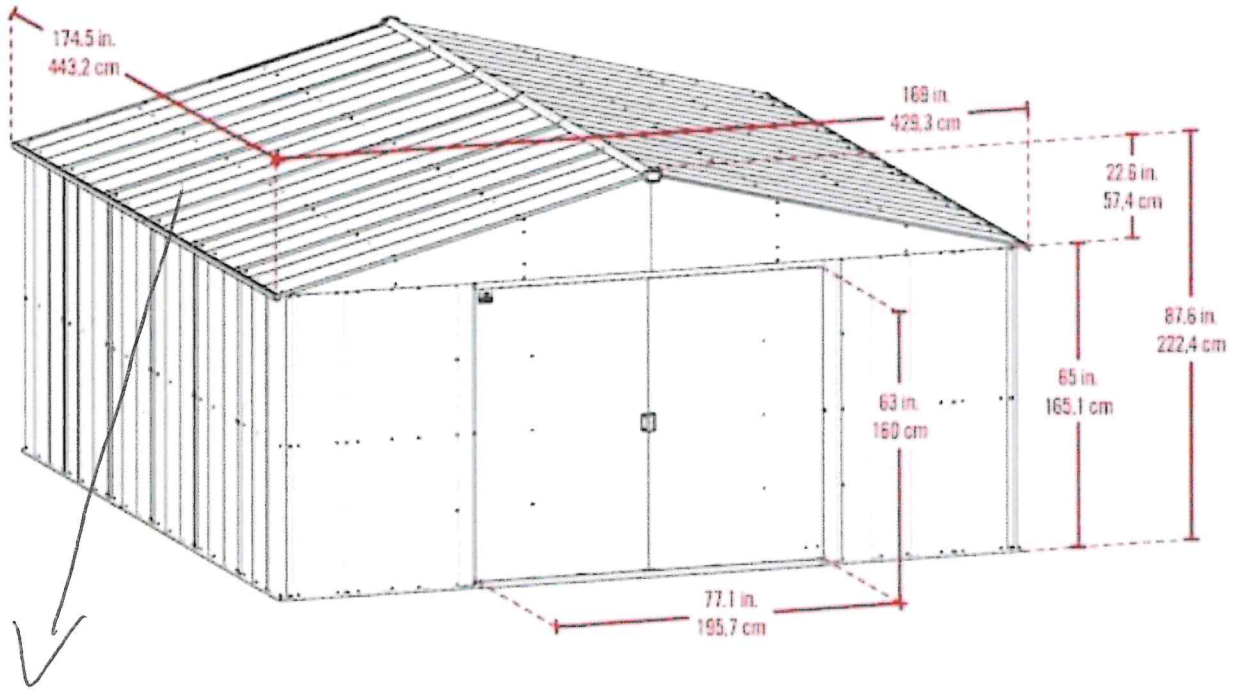 174.5 in.
443.2 cm
169 in.
429,3 cm
22.6 in.
57,4 cm
87.6 in.
222,4 cm
65 in.
165.1 cm
63 in.
160 cm
77.1 in.
195,7 cm